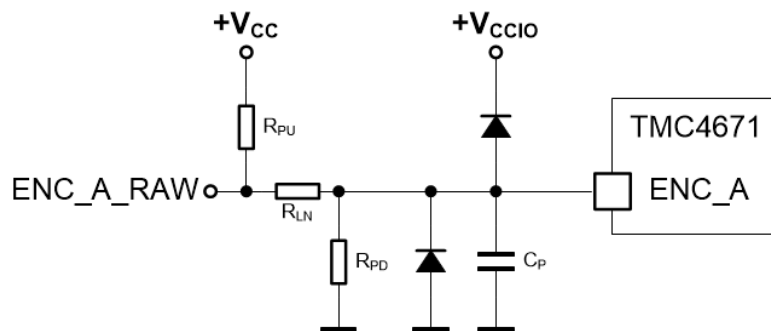 +VCC
+VCCIO
RPU
TMC4671
ENC_A_RAW
RLN
ENC_A
RPD
CP